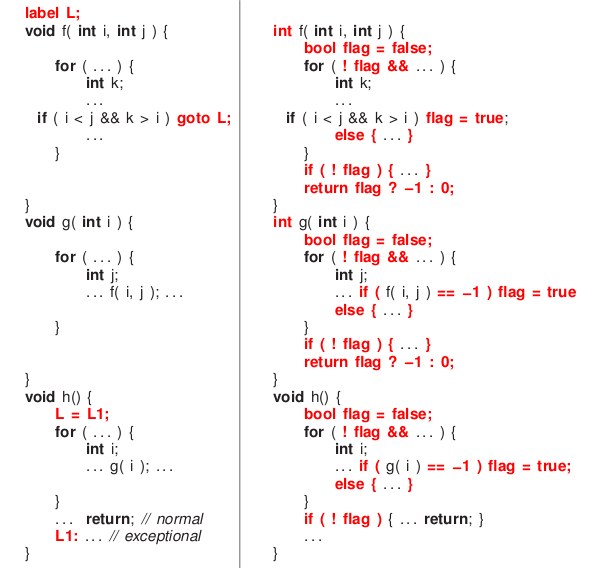 label L;
void f( int i, int j ) {
for ( ... ) {
int k;
...
if ( i < j && k > i ) goto L;
...
}
}
void g( int i ) {
for ( ... ) {
int j;
... f( i, j ); ...
}
}
void h() {
L = L1;
for ( ... ) {
int i;
... g( i ); ...
}
... return; // normal
L1: ... // exceptional
}
int f( int i, int j ) {
bool flag = false;
for ( ! flag && ... ) {
int k;
...
if ( i < j && k > i ) flag = true;
else { ... }
}
if ( ! flag ) { ... }
return flag ? −1 : 0;
}
int g( int i ) {
bool flag = false;
for ( ! flag && ... ) {
int j;
... if ( f( i, j ) == −1 ) flag = true
else { ... }
}
if ( ! flag ) { ... }
return flag ? −1 : 0;
}
void h() {
bool flag = false;
for ( ! flag && ... ) {
int i;
... if ( g( i ) == −1 ) flag = true;
else { ... }
}
if ( ! flag ) { ... return; }
...
}